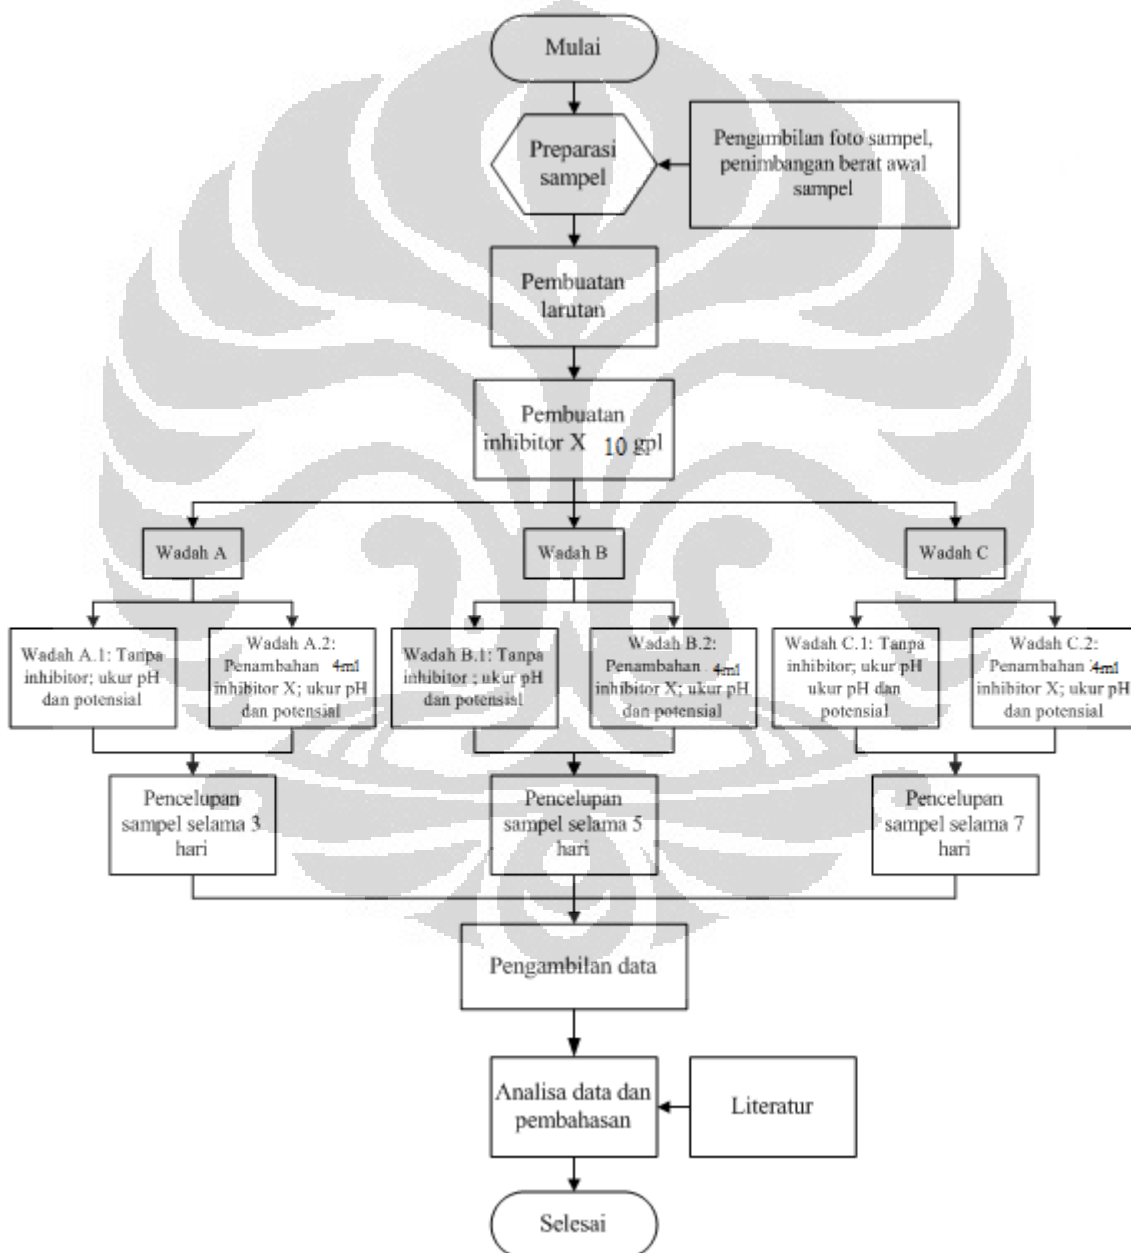 Mulai
Preparasi
sampel
Pengambilan foto sampel,
penimbangan berat awal
sampel
Pembuatan
larutan
Pembuatan
inhibitor X 10 gpl
Wadah A
Wadah B
Wadah C
Wadah A.1: Tanpa
inhibitor; ukur pH
dan potensial
Wadah A.2:
Penambahan 4ml
inhibitor X; ukur pH
dan potensial
Wadah B.1: Tanpa
inhibitor ; ukur pH
dan potensial
Wadah B.2:
Penambahan 4ml
inhibitor X; ukur pH
dan potensial
Wadah C.1: Tanpa
inhibitor; ukur pH
ukur pH dan
potensial
Wadah C.2:
Penambahan 4ml
inhibitor X; ukur pH
dan potensial
Pencelupan
sampel selama 3
hari
Pencelupan
sampel selama 5
hari
Pencelupan
sampel selama 7
hari
Pengambilan data
Analisa data dan
pembahasan
Literatur
Selesai